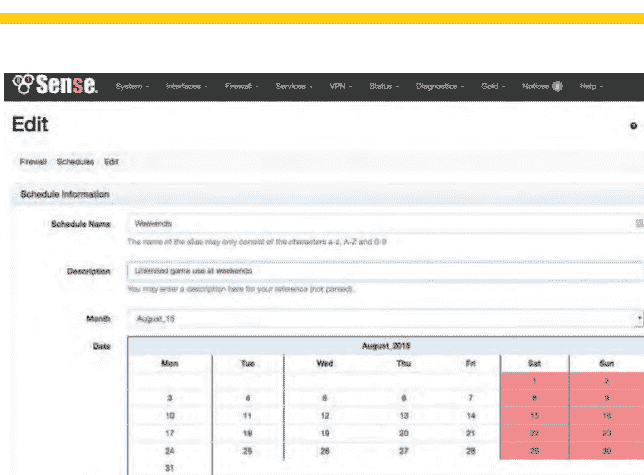 Sense
System Interfaces Firewall Services VPN Status Diagnostics Gold Notices Help
Edit
Firewall Schedules Edit
Schedule Information
Schedule Name Weekends
The name of the alias may only consist of the characters a-z, A-Z and 0-9
Description Unlimited game use at weekends
You may enter a description here for your reference (not parsed).
Month August_15
Date August_2015
Mon Tue Wed Thu Fri Sat Sun
1 2
3 4 5 6 7 8 9
10 11 12 13 14 15 16
17 18 19 20 21 22 23
24 25 26 27 28 29 30
31